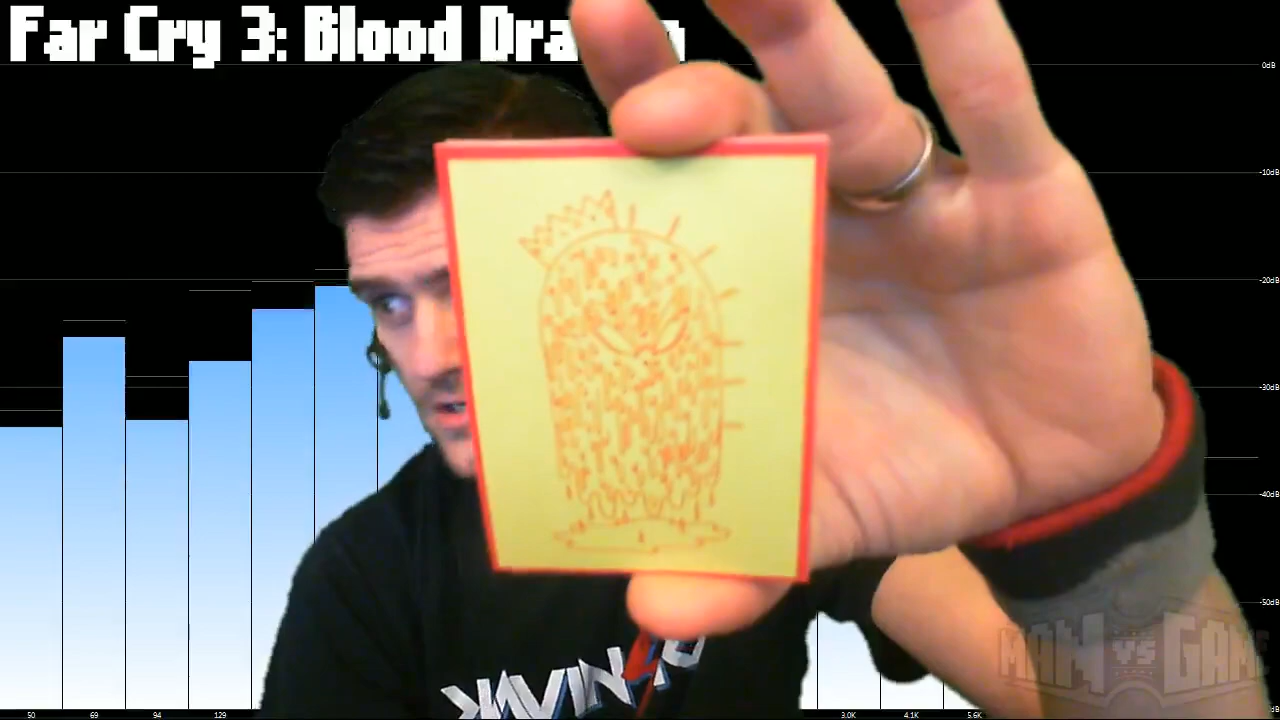 Far Cry 3: Blood Dra
0dB
-10dB
-20dB
-30dB
-40dB
-50dB
MAN VS GAME
50
69
94
129
3.0K
4.1K
5.6K